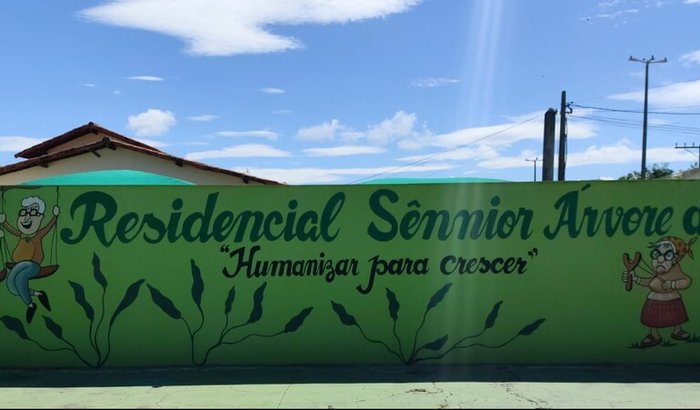 Residencial Sênnior Árvore d
"Humanizar para crescer"